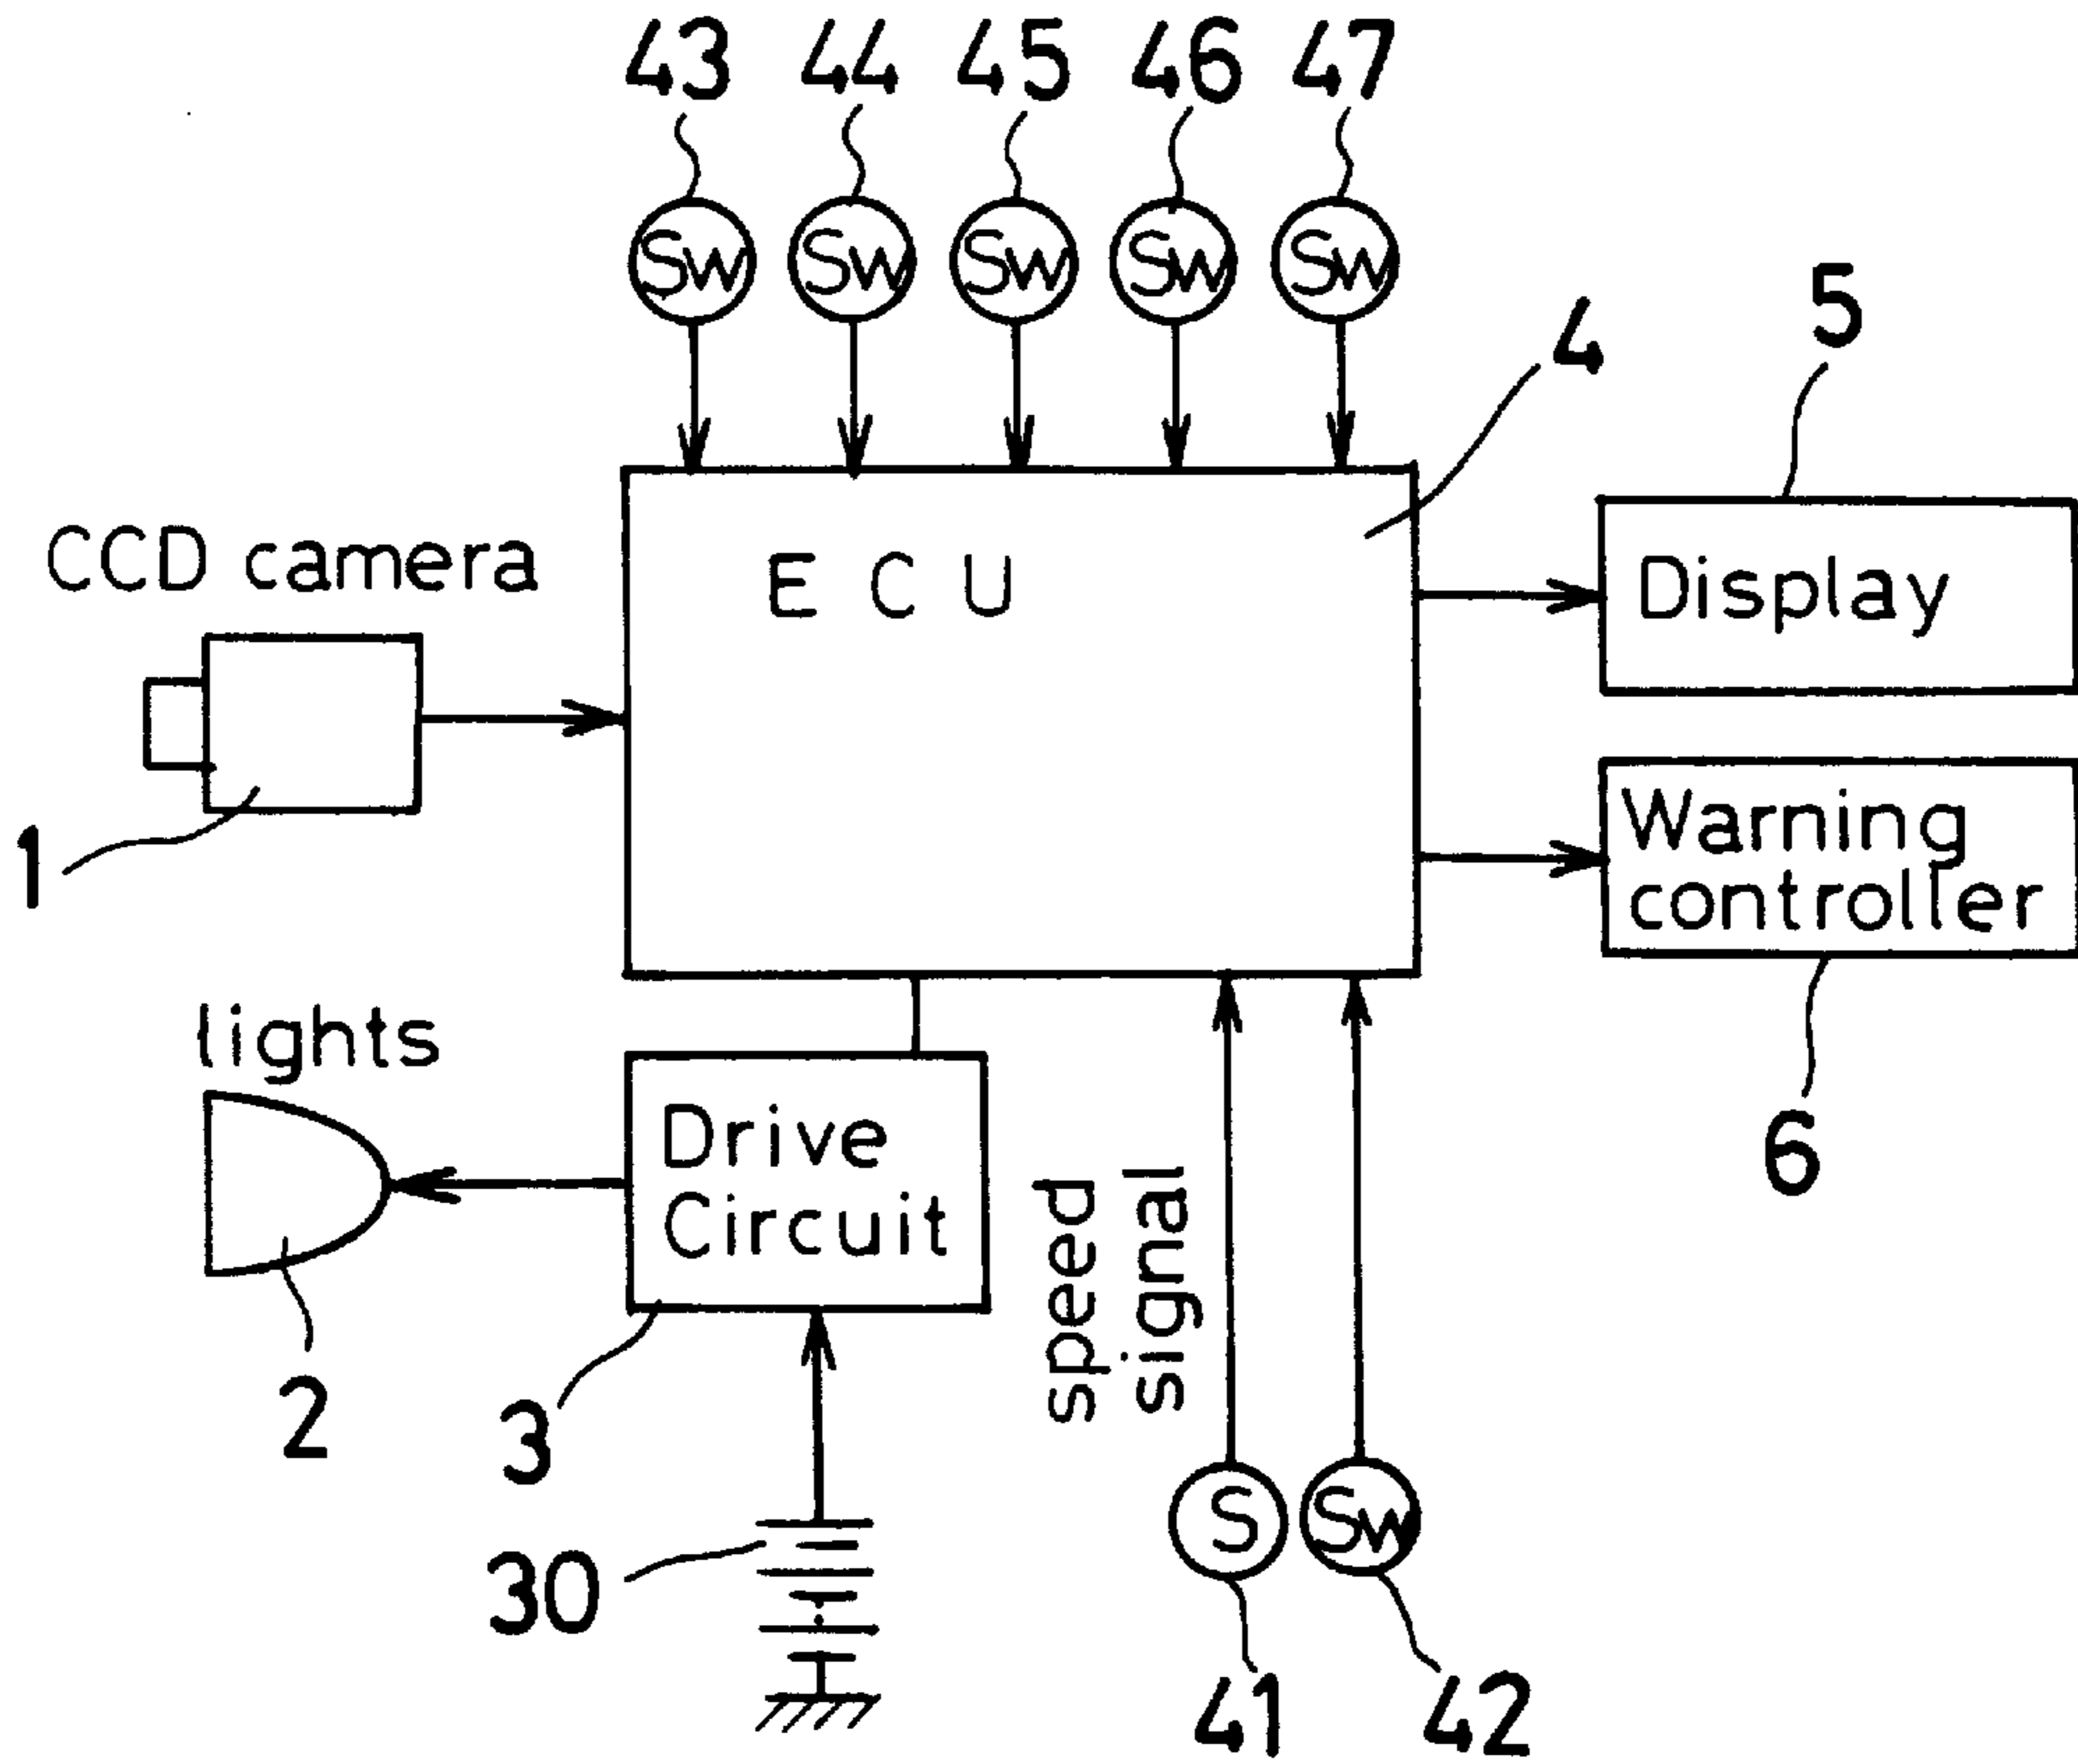 43 44 45 46 47
Sw Sw Sw Sw Sw
4
5
CCD camera
E C U
Display
1
Warning
controller
lights
6
Drive
Circuit
2
3
speed
signal
30
S Sw
41 42